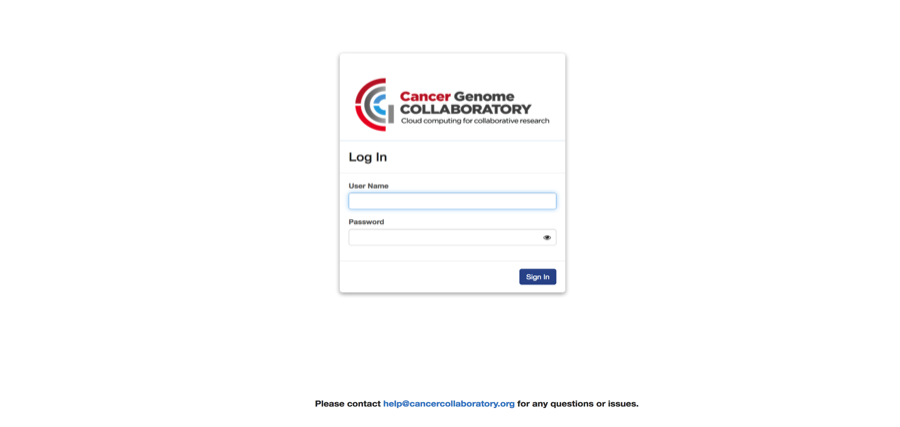 Cancer Genome
COLLABORATORY
Cloud computing for collaborative research
Log In
User Name
Password
Sign In
Please contact help@cancercollaboratory.org for any questions or issues.